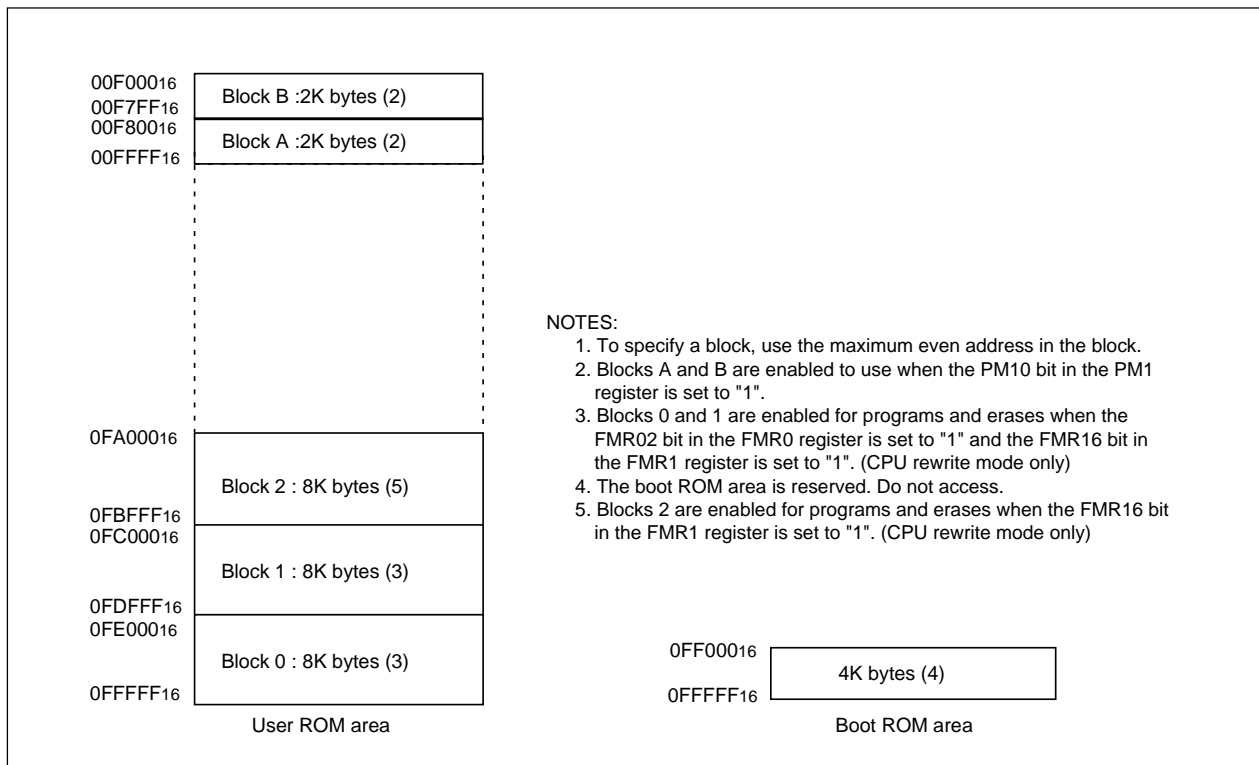 00F00016
Block B :2K bytes (2)
00F7FF16
00F80016
Block A :2K bytes (2)
00FFFF16
NOTES:
1. To specify a block, use the maximum even address in the block.
2. Blocks A and B are enabled to use when the PM10 bit in the PM1
register is set to "1".
3. Blocks 0 and 1 are enabled for programs and erases when the
FMR02 bit in the FMR0 register is set to "1" and the FMR16 bit in
the FMR1 register is set to "1". (CPU rewrite mode only)
4. The boot ROM area is reserved. Do not access.
5. Blocks 2 are enabled for programs and erases when the FMR16 bit
in the FMR1 register is set to "1". (CPU rewrite mode only)
0FA00016
Block 2 : 8K bytes (5)
0FBFFF16
0FC00016
Block 1 : 8K bytes (3)
0FDFFF16
0FE00016
Block 0 : 8K bytes (3)
0FFFFF16
User ROM area
0FF00016
4K bytes (4)
0FFFFF16
Boot ROM area